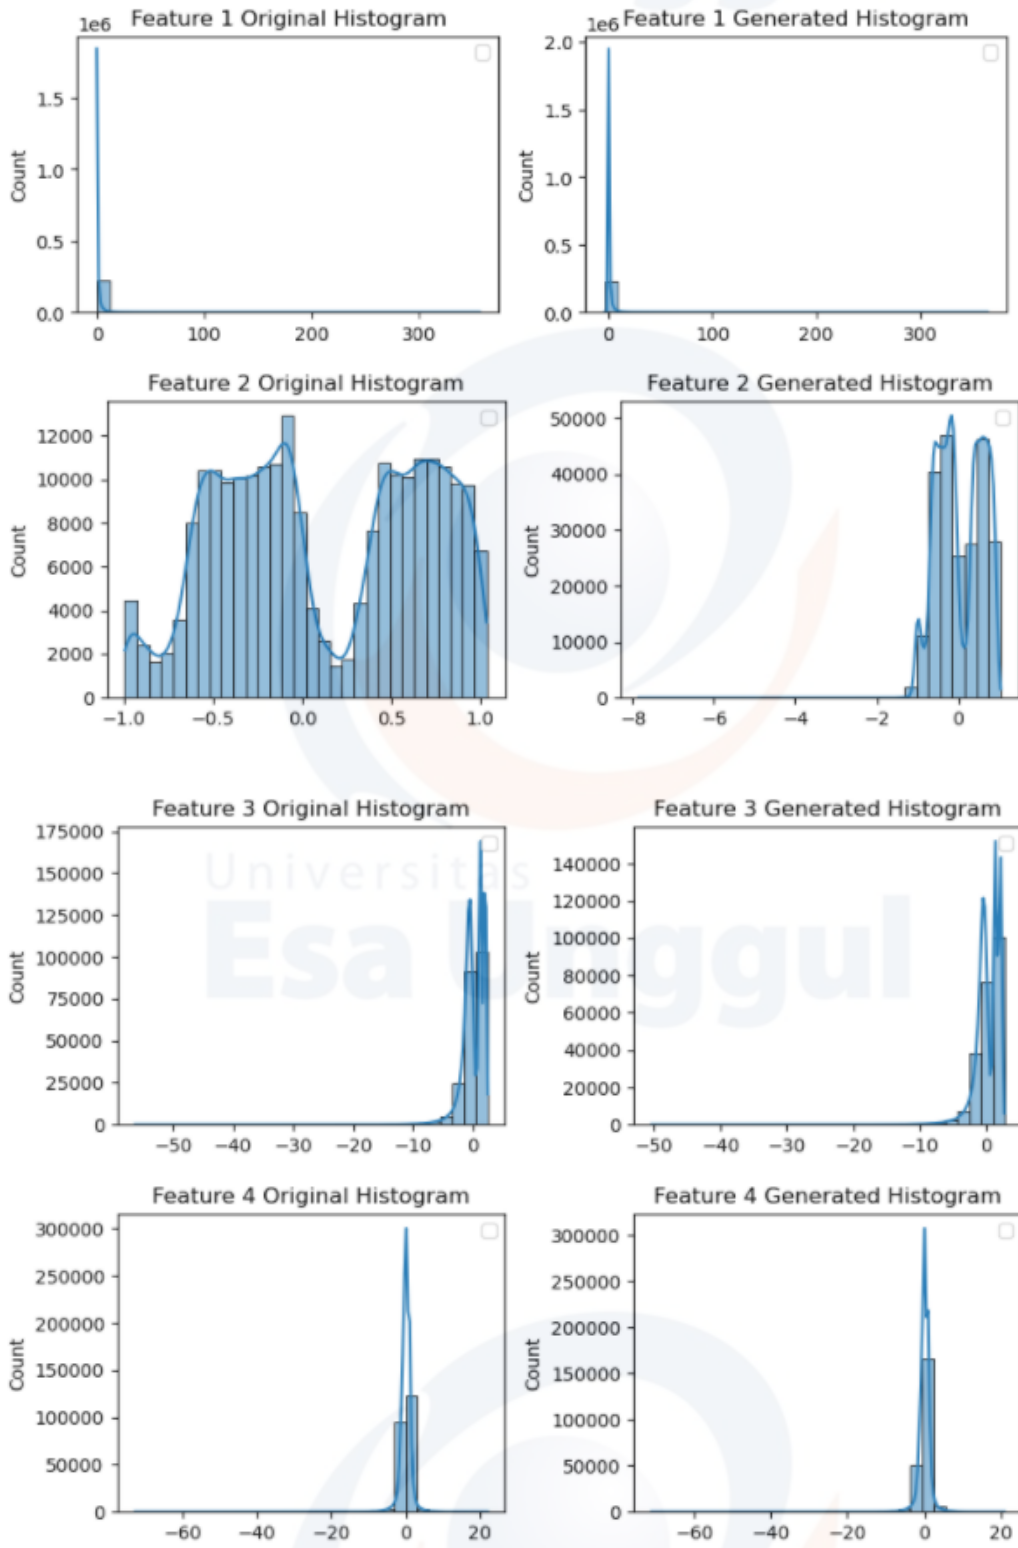 Feature 1 Original Histogram
1e6
1.5
1.0
0.5
0.0
Count
0 100 200 300
Feature 1 Generated Histogram
1e6
2.0
1.5
1.0
0.5
0.0
Count
0 100 200 300
Feature 2 Original Histogram
12000
10000
8000
6000
4000
2000
0
Count
−1.0 −0.5 0.0 0.5 1.0
Feature 2 Generated Histogram
50000
40000
30000
20000
10000
0
Count
−8 −6 −4 −2 0
Feature 3 Original Histogram
175000
150000
125000
100000
75000
50000
25000
0
Count
−50 −40 −30 −20 −10 0
Feature 3 Generated Histogram
140000
120000
100000
80000
60000
40000
20000
0
Count
−50 −40 −30 −20 −10 0
Universitas
Esa Unggul
Feature 4 Original Histogram
300000
250000
200000
150000
100000
50000
0
Count
−60 −40 −20 0 20
Feature 4 Generated Histogram
300000
250000
200000
150000
100000
50000
0
Count
−60 −40 −20 0 20